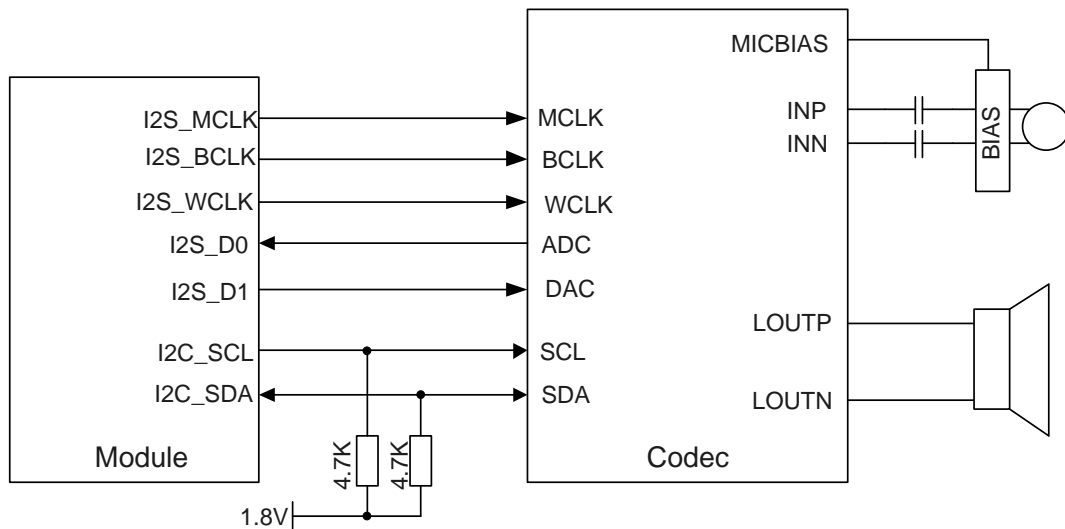 MICBIAS
I2S_MCLK
MCLK
INP
I2S_BCLK
BCLK
INN
BIAS
I2S_WCLK
WCLK
I2S_D0
ADC
I2S_D1
DAC
LOUTP
I2C_SCL
SCL
I2C_SDA
SDA
LOUTN
Module
4.7K
4.7K
Codec
1.8V